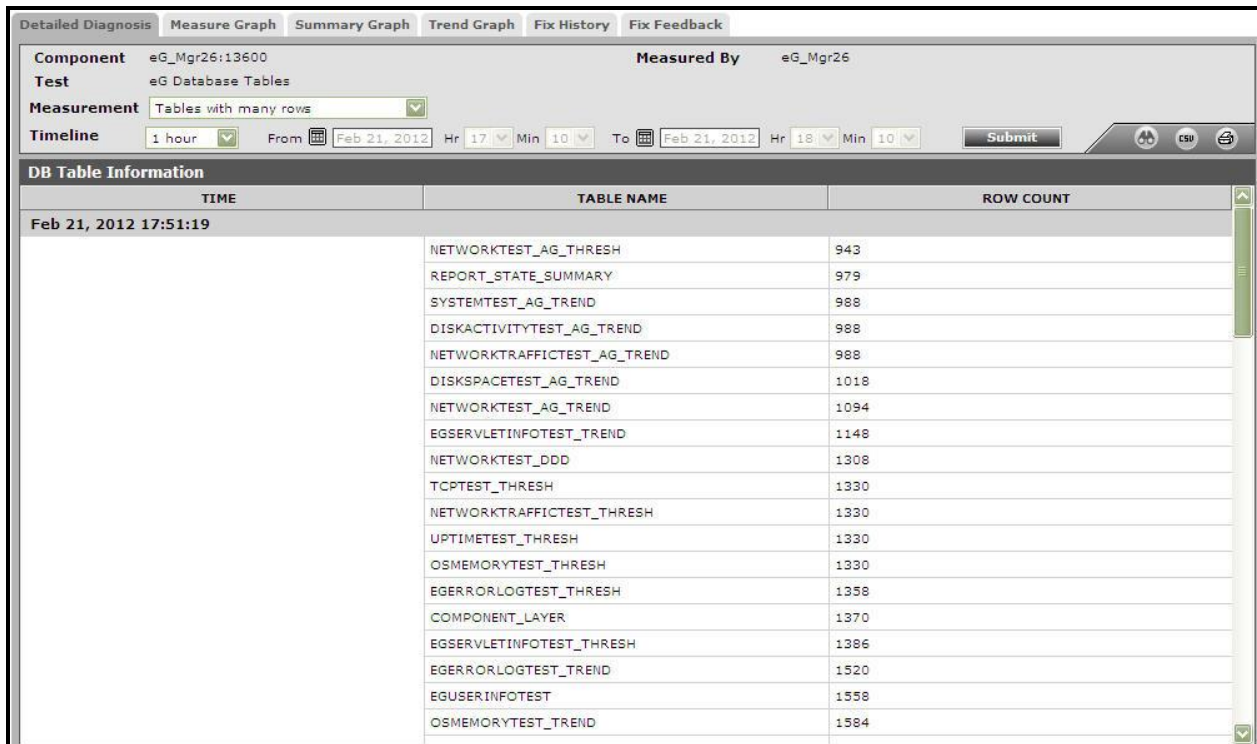 Detailed Diagnosis Measure Graph Summary Graph Trend Graph Fix History Fix Feedback
Component eG_Mgr26:13600 Measured By eG_Mgr26
Test eG Database Tables
Measurement Tables with many rows
Timeline 1 hour From Feb 21, 2012 Hr 17 Min 10 To Feb 21, 2012 Hr 18 Min 10 Submit CSV
DB Table Information
TIME TABLE NAME ROW COUNT
Feb 21, 2012 17:51:19
NETWORKTEST_AG_THRESH 943
REPORT_STATE_SUMMARY 979
SYSTEMTEST_AG_TREND 988
DISKACTIVITYTEST_AG_TREND 988
NETWORKTRAFFICTEST_AG_TREND 988
DISKSPACETEST_AG_TREND 1018
NETWORKTEST_AG_TREND 1094
EGSERVLETINFOTEST_TREND 1148
NETWORKTEST_DDD 1308
TCPTEST_THRESH 1330
NETWORKTRAFFICTEST_THRESH 1330
UPTIMETEST_THRESH 1330
OSMEMORYTEST_THRESH 1330
EGERRORLOGTEST_THRESH 1358
COMPONENT_LAYER 1370
EGSERVLETINFOTEST_THRESH 1386
EGERRORLOGTEST_TREND 1520
EGUSERINFOTEST 1558
OSMEMORYTEST_TREND 1584